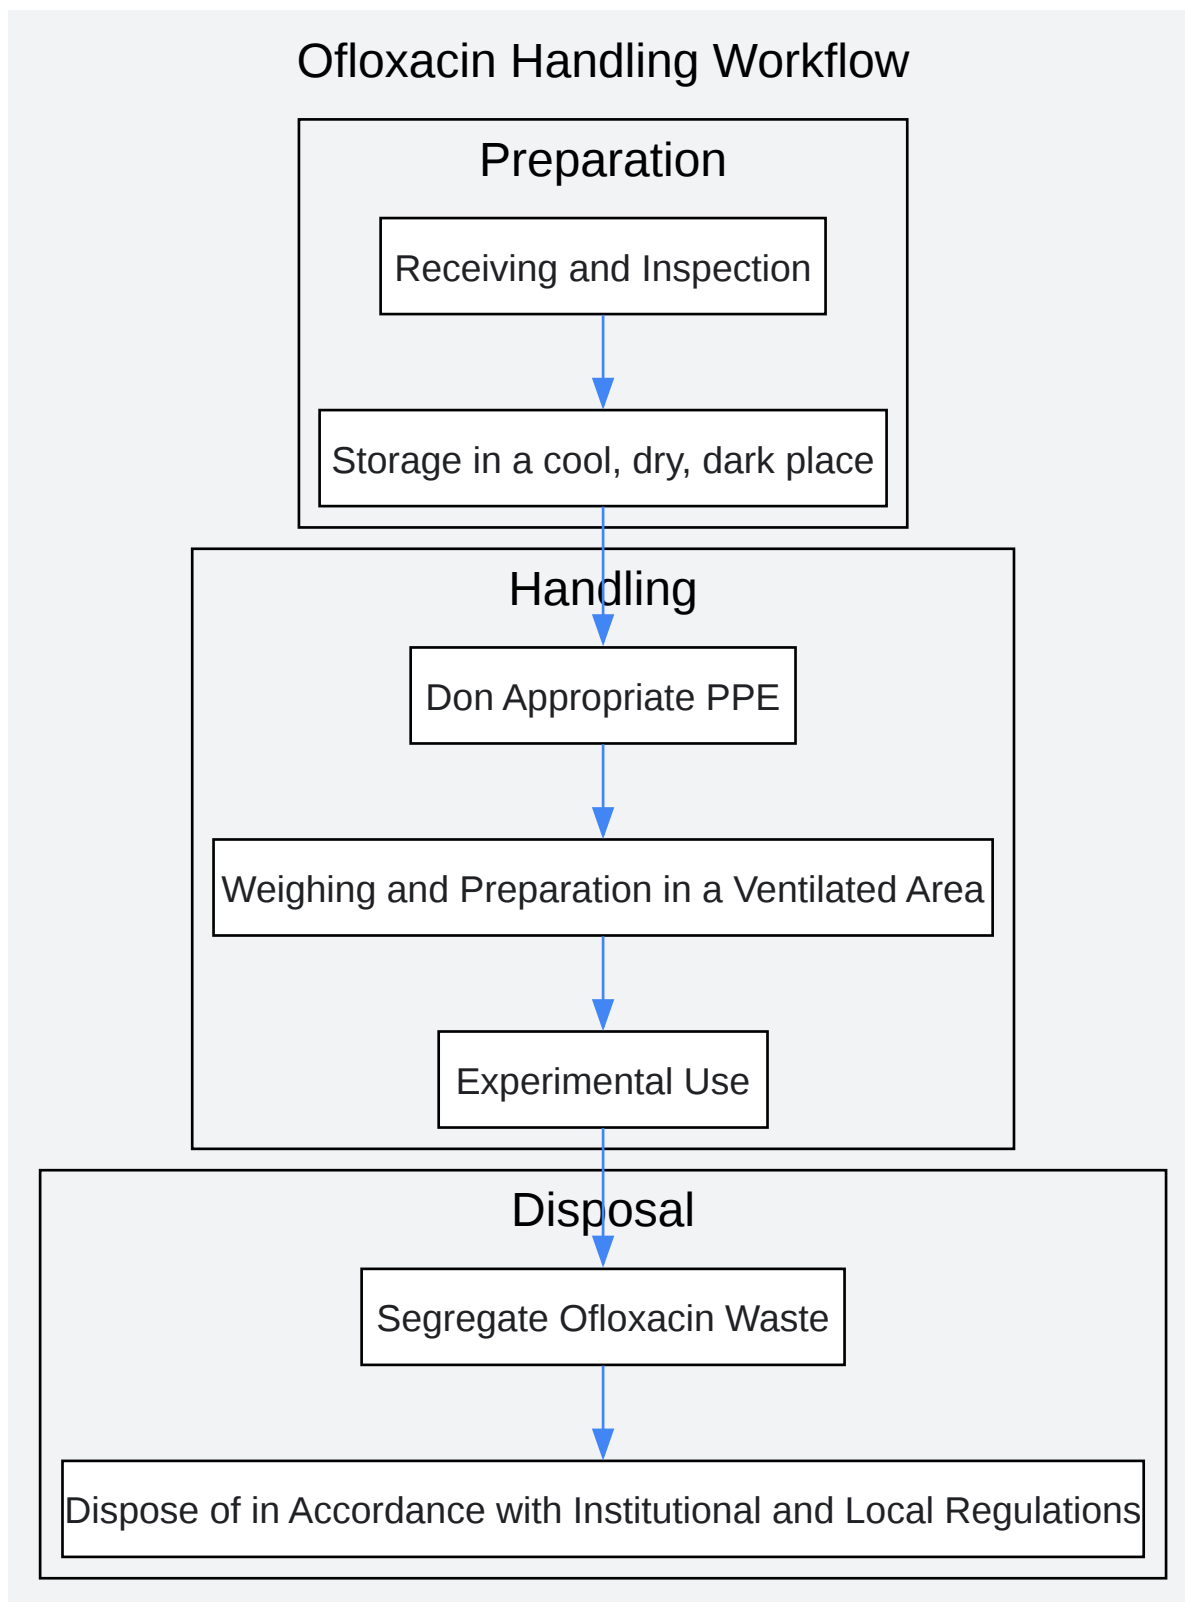 Ofloxacin Handling Workflow
Preparation
Receiving and Inspection
Storage in a cool, dry, dark place
Handling
Don Appropriate PPE
Weighing and Preparation in a Ventilated Area
Experimental Use
Disposal
Segregate Ofloxacin Waste
Dispose of in Accordance with Institutional and Local Regulations